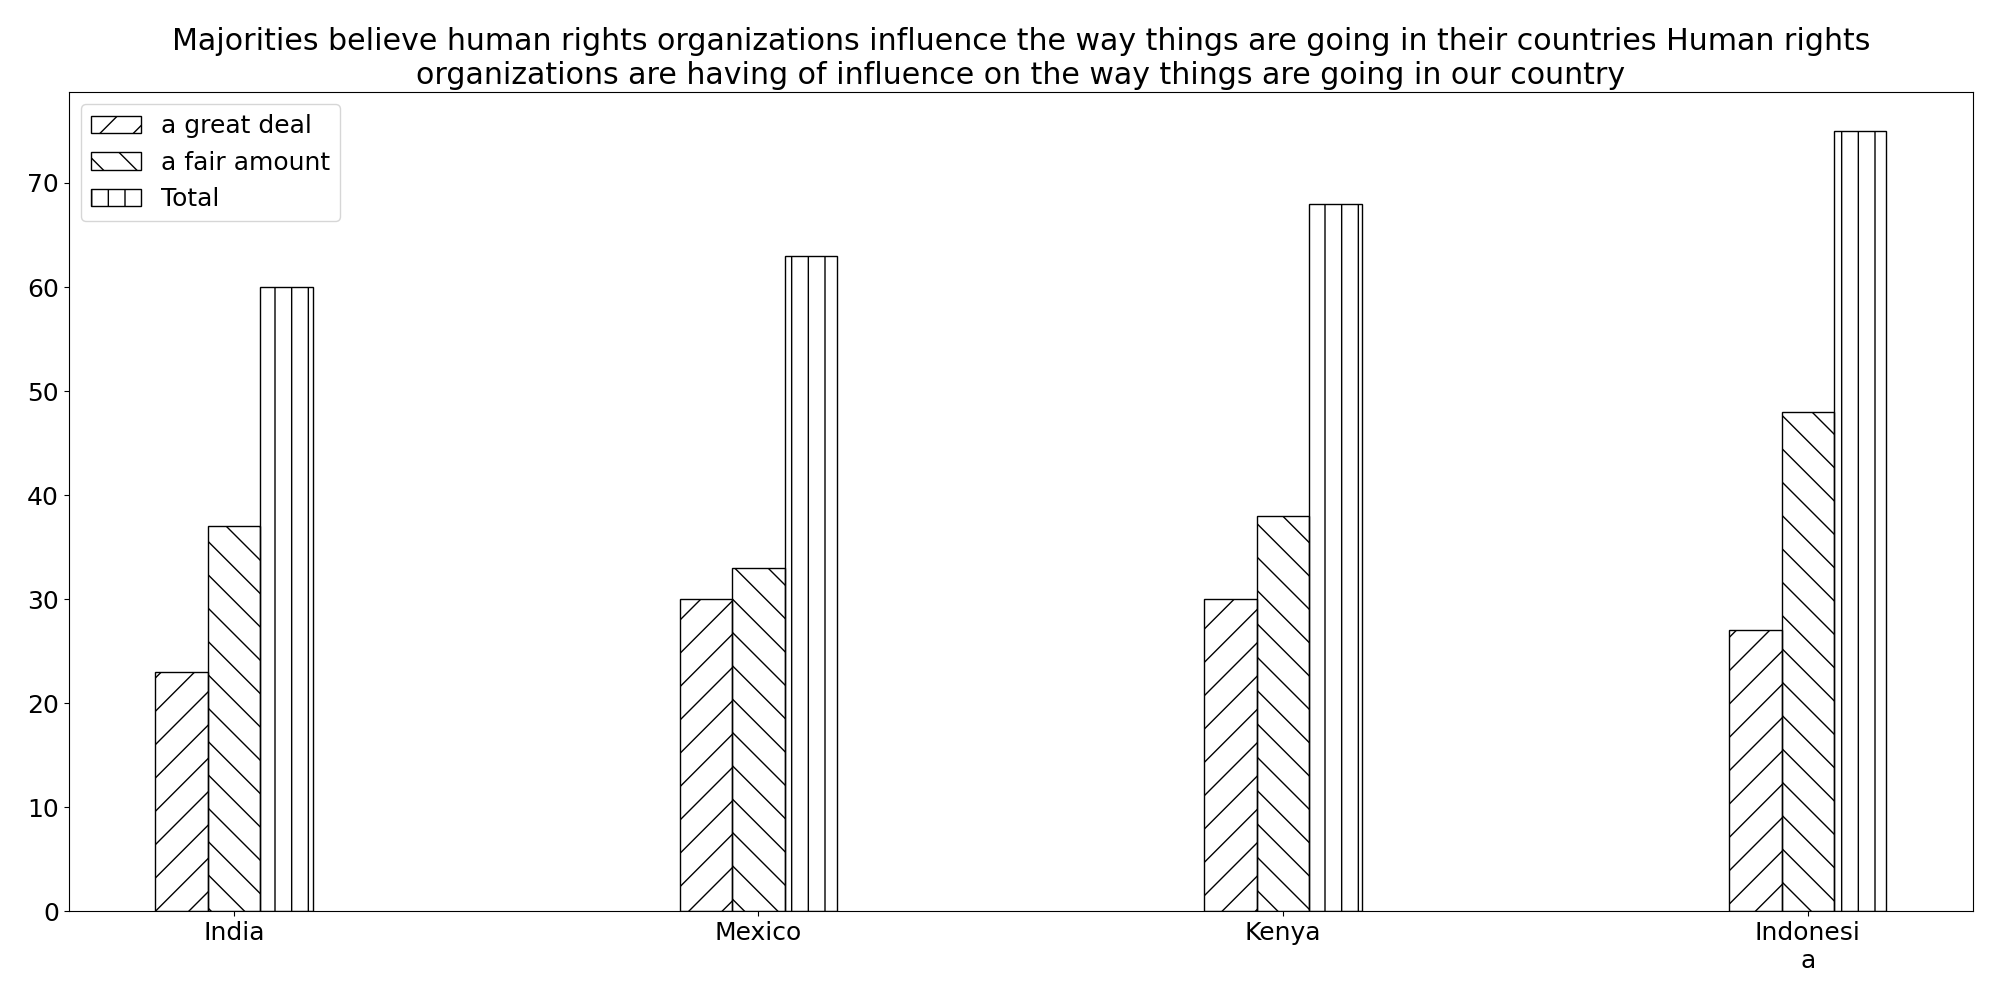 Majorities believe human rights organizations influence the way things are going in their countries Human rights
organizations are having of influence on the way things are going in our country
a great deal
a fair amount
Total
70
60
50
40
30
20
10
0
India
Mexico
Kenya
Indonesi
a